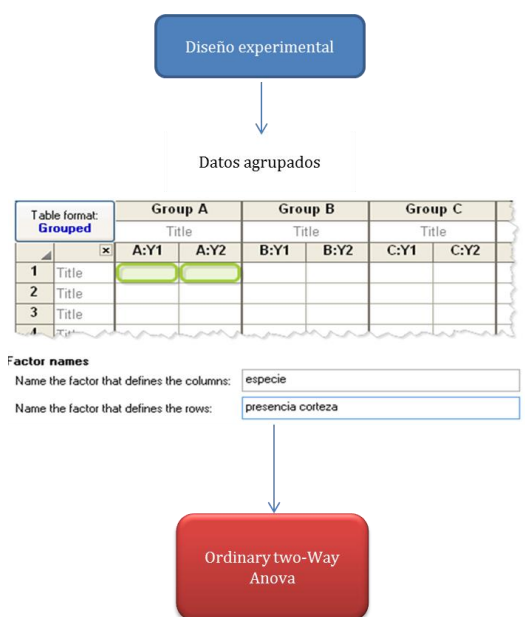 Diseño experimental
Datos agrupados
Table format:
Grouped
Group A
Group B
Group C
Title
Title
Title
A:Y1
A:Y2
B:Y1
B:Y2
C:Y1
C:Y2
1 Title
2 Title
3 Title
Factor names
Name the factor that defines the columns: especie
Name the factor that defines the rows: presencia corteza
Ordinary two-Way
Anova